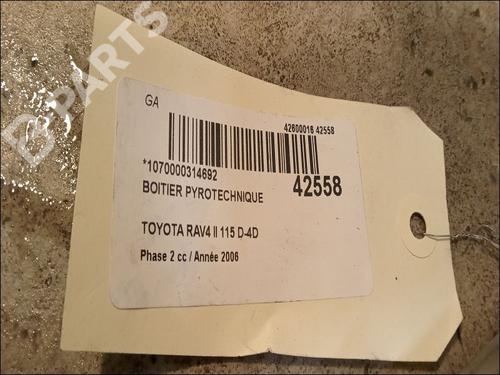 GA
42600016 42558
*1070000314692
BOITIER PYROTECHNIQUE
42558
TOYOTA RAV4 II 115 D-4D
Phase 2 cc / Année 2006
B-PARTS